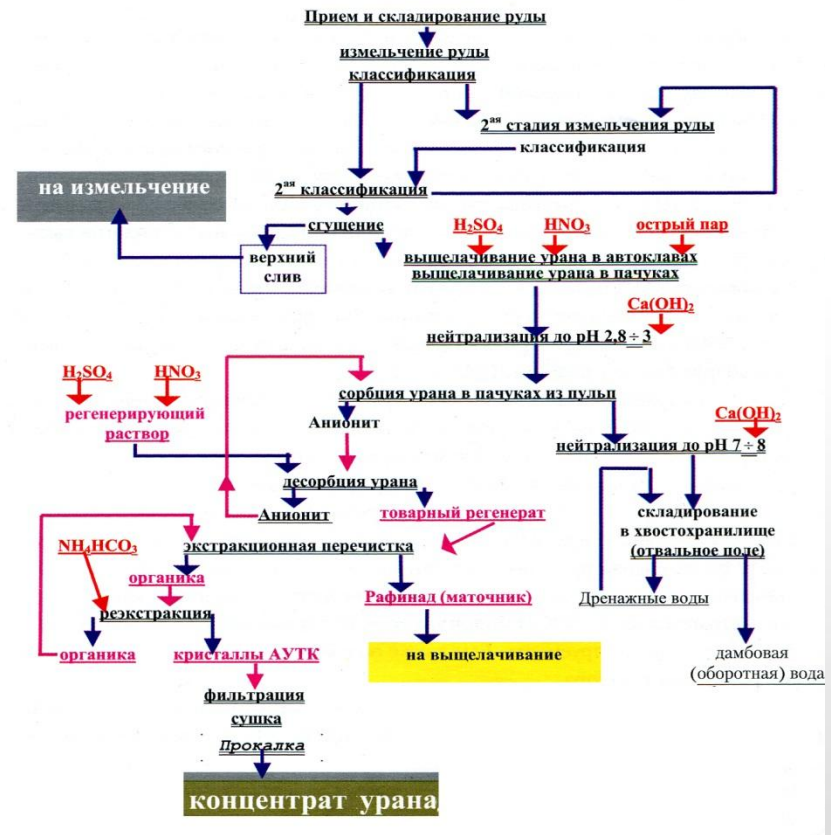 Прием и складирование руды
измельчение руды
классификация
2ая стадия измельчения руды
классификация
на измельчение
2ая классификация
сгущение
H2SO4
HNO3
острый пар
верхний
слив
выщелачивание урана в автоклавах
выщелачивание урана в пачуках
Ca(OH)2
нейтрализация до pH 2,8 ÷ 3
H2SO4
HNO3
сорбция урана в пачуках из пульп
регенерирующий
раствор
Анионит
Ca(OH)2
нейтрализация до pH 7 ÷ 8
десорбция урана
Анионит
товарный регенерат
складирование
в хвостохранилище
(отвальное поле)
NH4HCO3
экстракционная перечистка
органика
Рафинад (маточник)
Дренажные воды
реэкстракция
органика
кристаллы АУТК
на выщелачивание
дамбовая
(оборотная) вода
фильтрация
сушка
Прокалка
концентрат урана